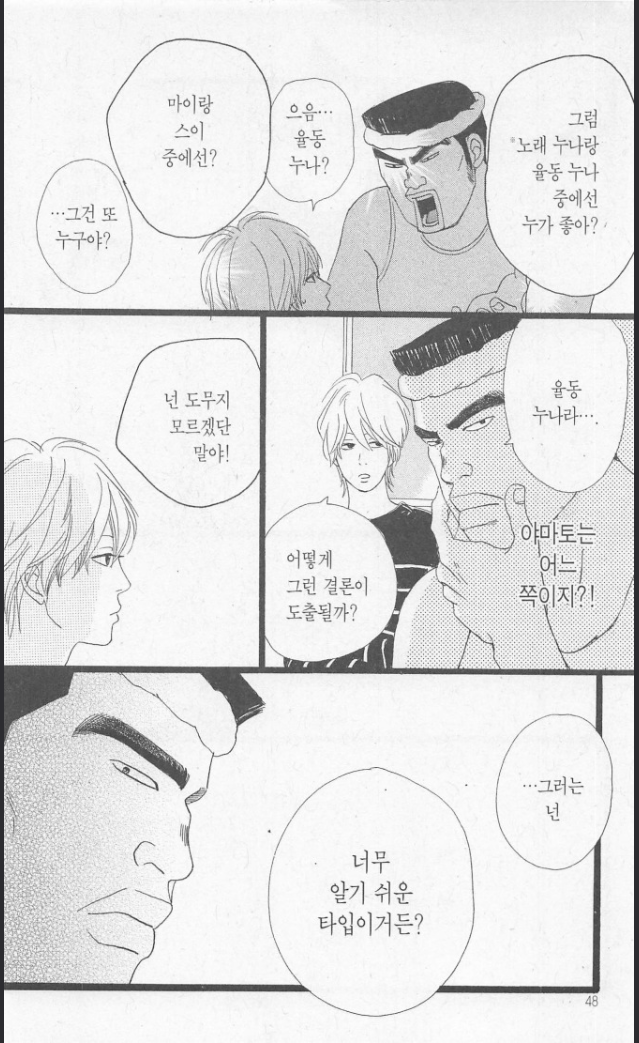 그럼
*노래 누나랑
율동 누나
중에선
누가 좋아?
으음…
율동
누나?
마이랑
스이
중에선?
…그건 또
누구야?
율동
누나라…
야마토는
어느
쪽이지?!
어떻게
그런 결론이
도출될까?
넌 도무지
모르겠단
말야!
…그러는
넌
너무
알기 쉬운
타입이거든?
48